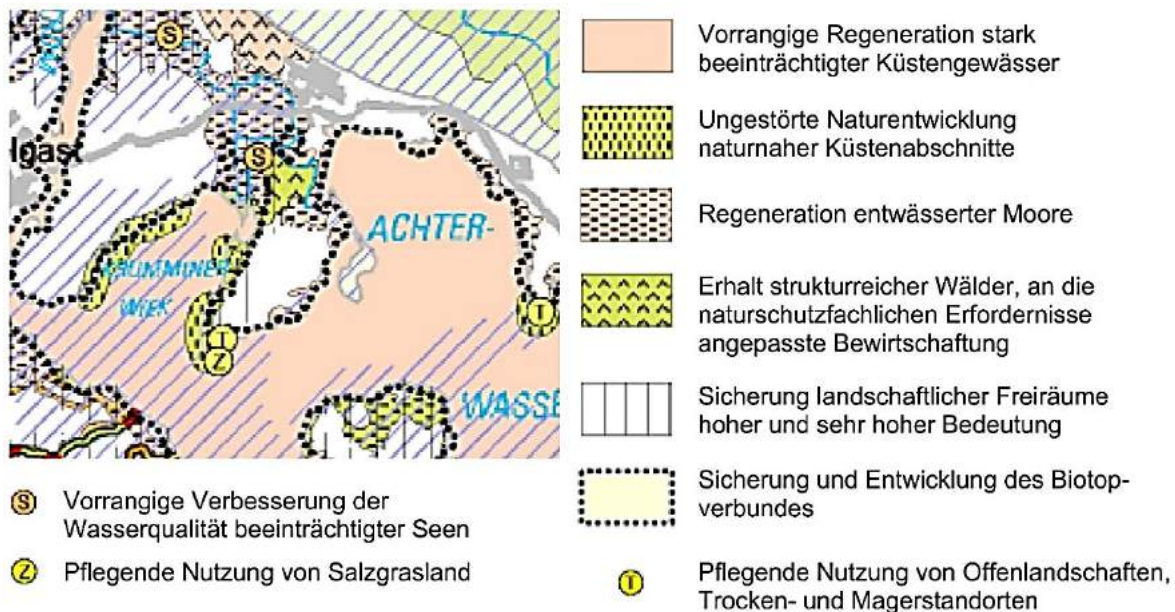 S
lgast
S
ACHTER-
KRUMMINER
WIEK
T
Z
T
WASSE
Vorrangige Regeneration stark
beeinträchtigter Küstengewässer
Ungestörte Naturentwicklung
naturnaher Küstenabschnitte
Regeneration entwässerter Moore
Erhalt strukturreicher Wälder, an die
naturschutzfachlichen Erfordernisse
angepasste Bewirtschaftung
Sicherung landschaftlicher Freiräume
hoher und sehr hoher Bedeutung
Sicherung und Entwicklung des Biotop-
verbundes
S Vorrangige Verbesserung der
Wasserqualität beeinträchtigter Seen
Z Pflegende Nutzung von Salzgrasland
T Pflegende Nutzung von Offenlandschaften,
Trocken- und Magerstandorten